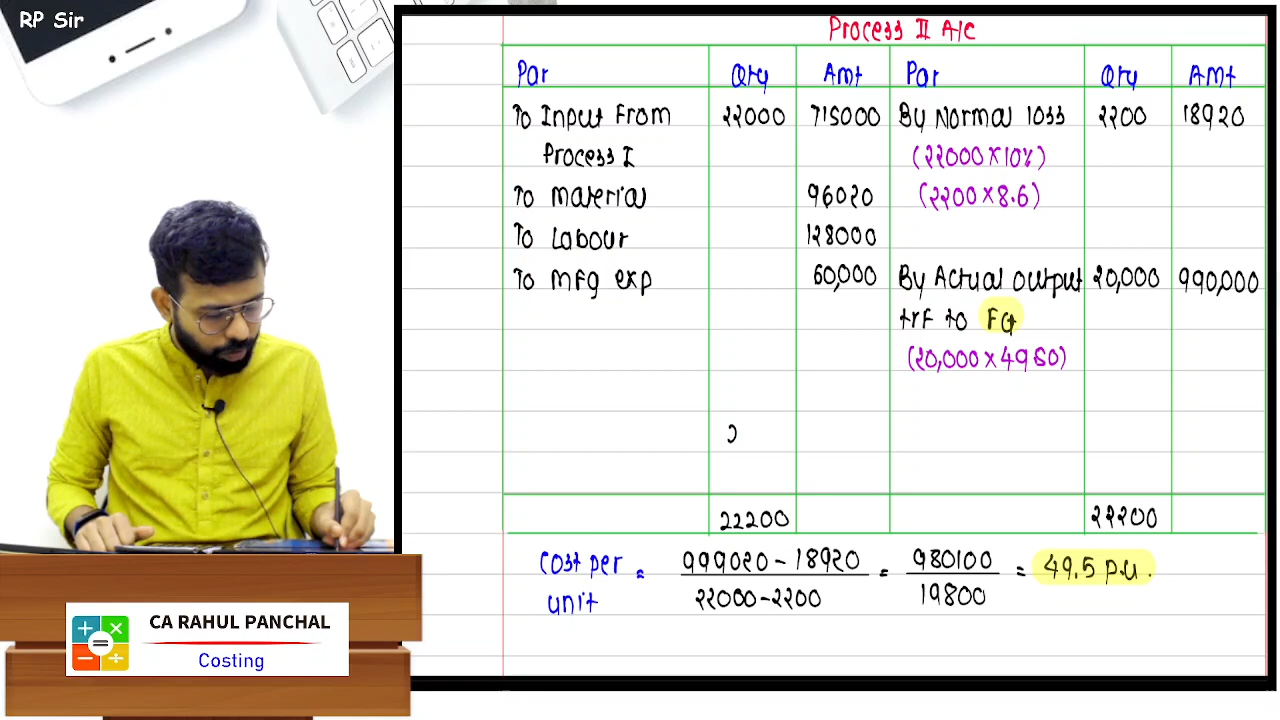 RP Sir
Process II A/c
Par Qty Amt Par Qty Amt
To Input From 22000 715000 By Normal loss 2200 18920
Process I (22000 × 10%)
To Material 96020 (2200 × 8.6)
To Labour 128000
To Mfg exp 60,000 By Actual output 20,000 990,000
trf to FG
(20,000 × 49.50)
2
22200 22200
Cost per = 999020 - 18920 = 980100 = 49.5 p.u.
unit 22000 - 2200 19800
CA RAHUL PANCHAL
Costing